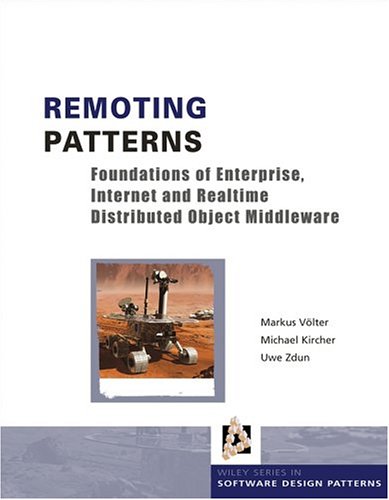 REMOTING
PATTERNS
Foundations of Enterprise,
Internet and Realtime
Distributed Object Middleware
Markus Völter
Michael Kircher
Uwe Zdun
WILEY SERIES IN
SOFTWARE DESIGN PATTERNS